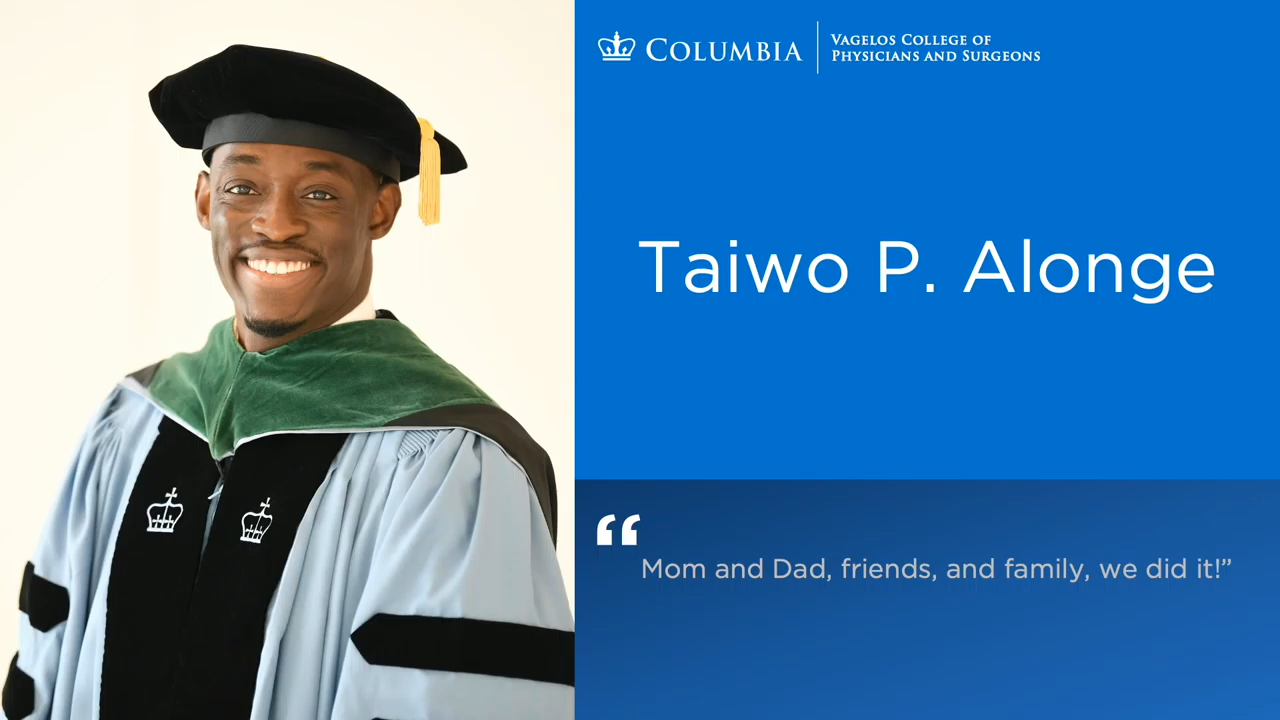 COLUMBIA
VAGELOS COLLEGE OF
PHYSICIANS AND SURGEONS
Taiwo P. Alonge
“
Mom and Dad, friends, and family, we did it!”